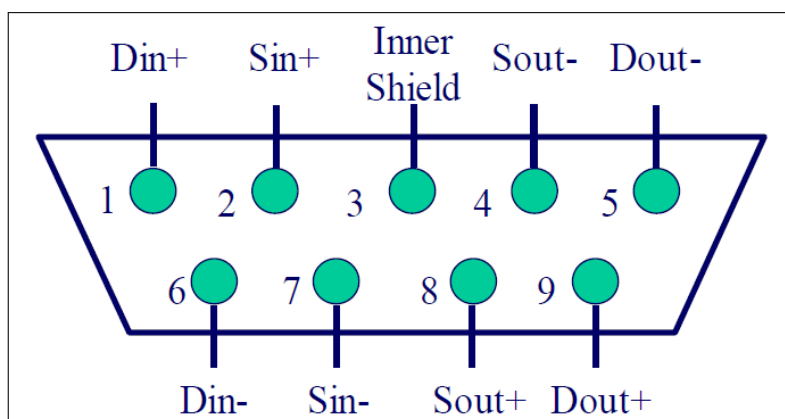 Din+ Sin+ Inner Shield Sout- Dout-
1 2 3 4 5
6 7 8 9
Din- Sin- Sout+ Dout+